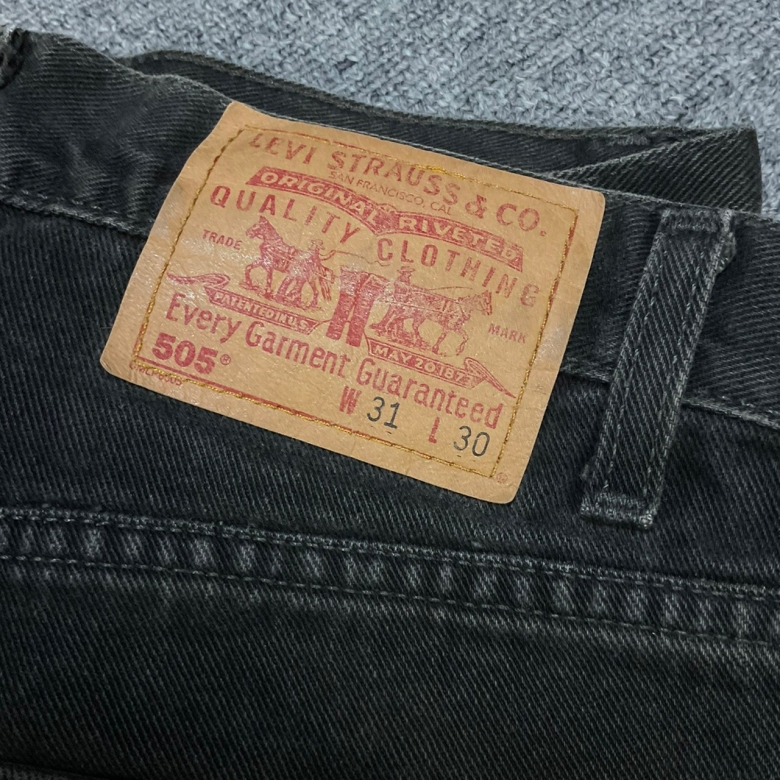 LEVI STRAUSS & CO.
SAN FRANCISCO, CAL
ORIGINAL RIVETED
QUALITY CLOTHING
TRADE MARK
PATENTED IN U.S. MAY 20 1873
Every Garment Guaranteed
505®
W 31 L 30
®